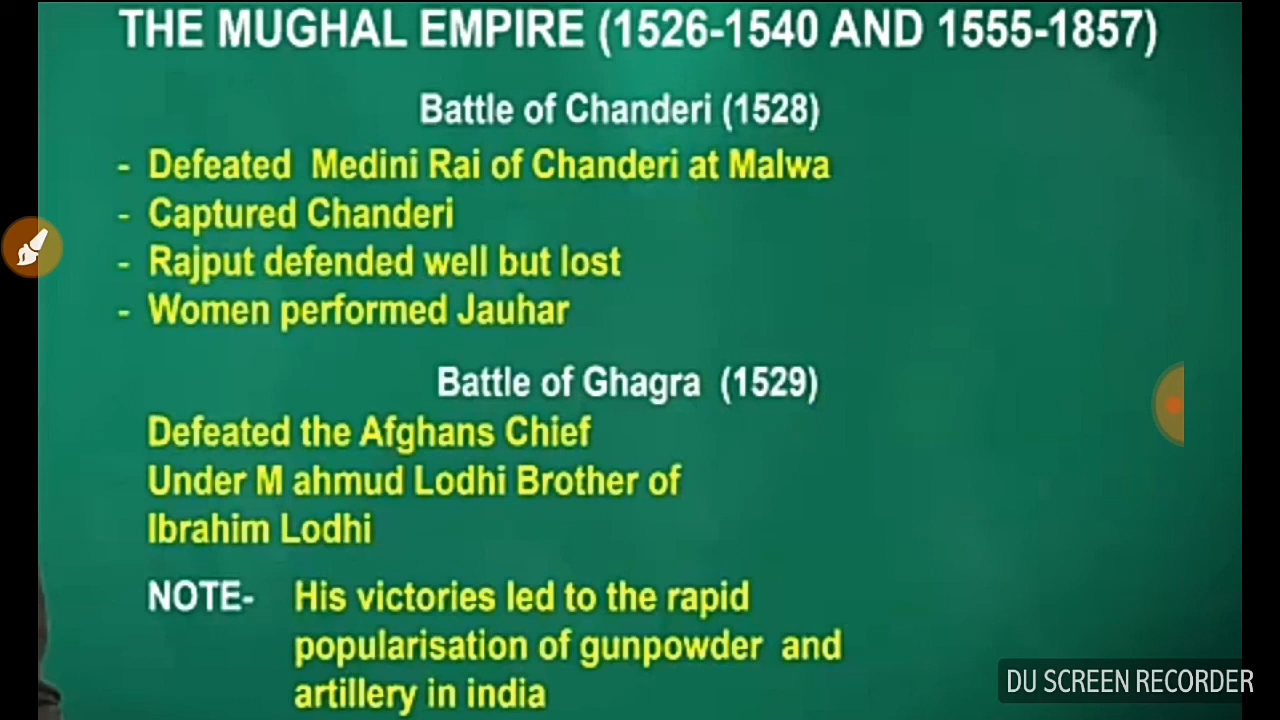 THE MUGHAL EMPIRE (1526-1540 AND 1555-1857)
Battle of Chanderi (1528)
- Defeated Medini Rai of Chanderi at Malwa
- Captured Chanderi
- Rajput defended well but lost
- Women performed Jauhar
Battle of Ghagra (1529)
Defeated the Afghans Chief
Under M ahmud Lodhi Brother of
Ibrahim Lodhi
NOTE- His victories led to the rapid
popularisation of gunpowder and
artillery in india
DU SCREEN RECORDER